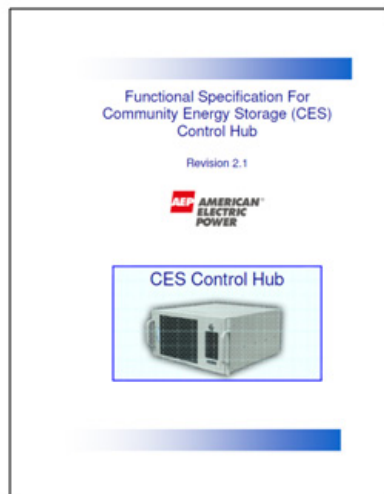 Functional Specification For
Community Energy Storage (CES)
Control Hub
Revision 2.1
AEP AMERICAN®
ELECTRIC
POWER
CES Control Hub